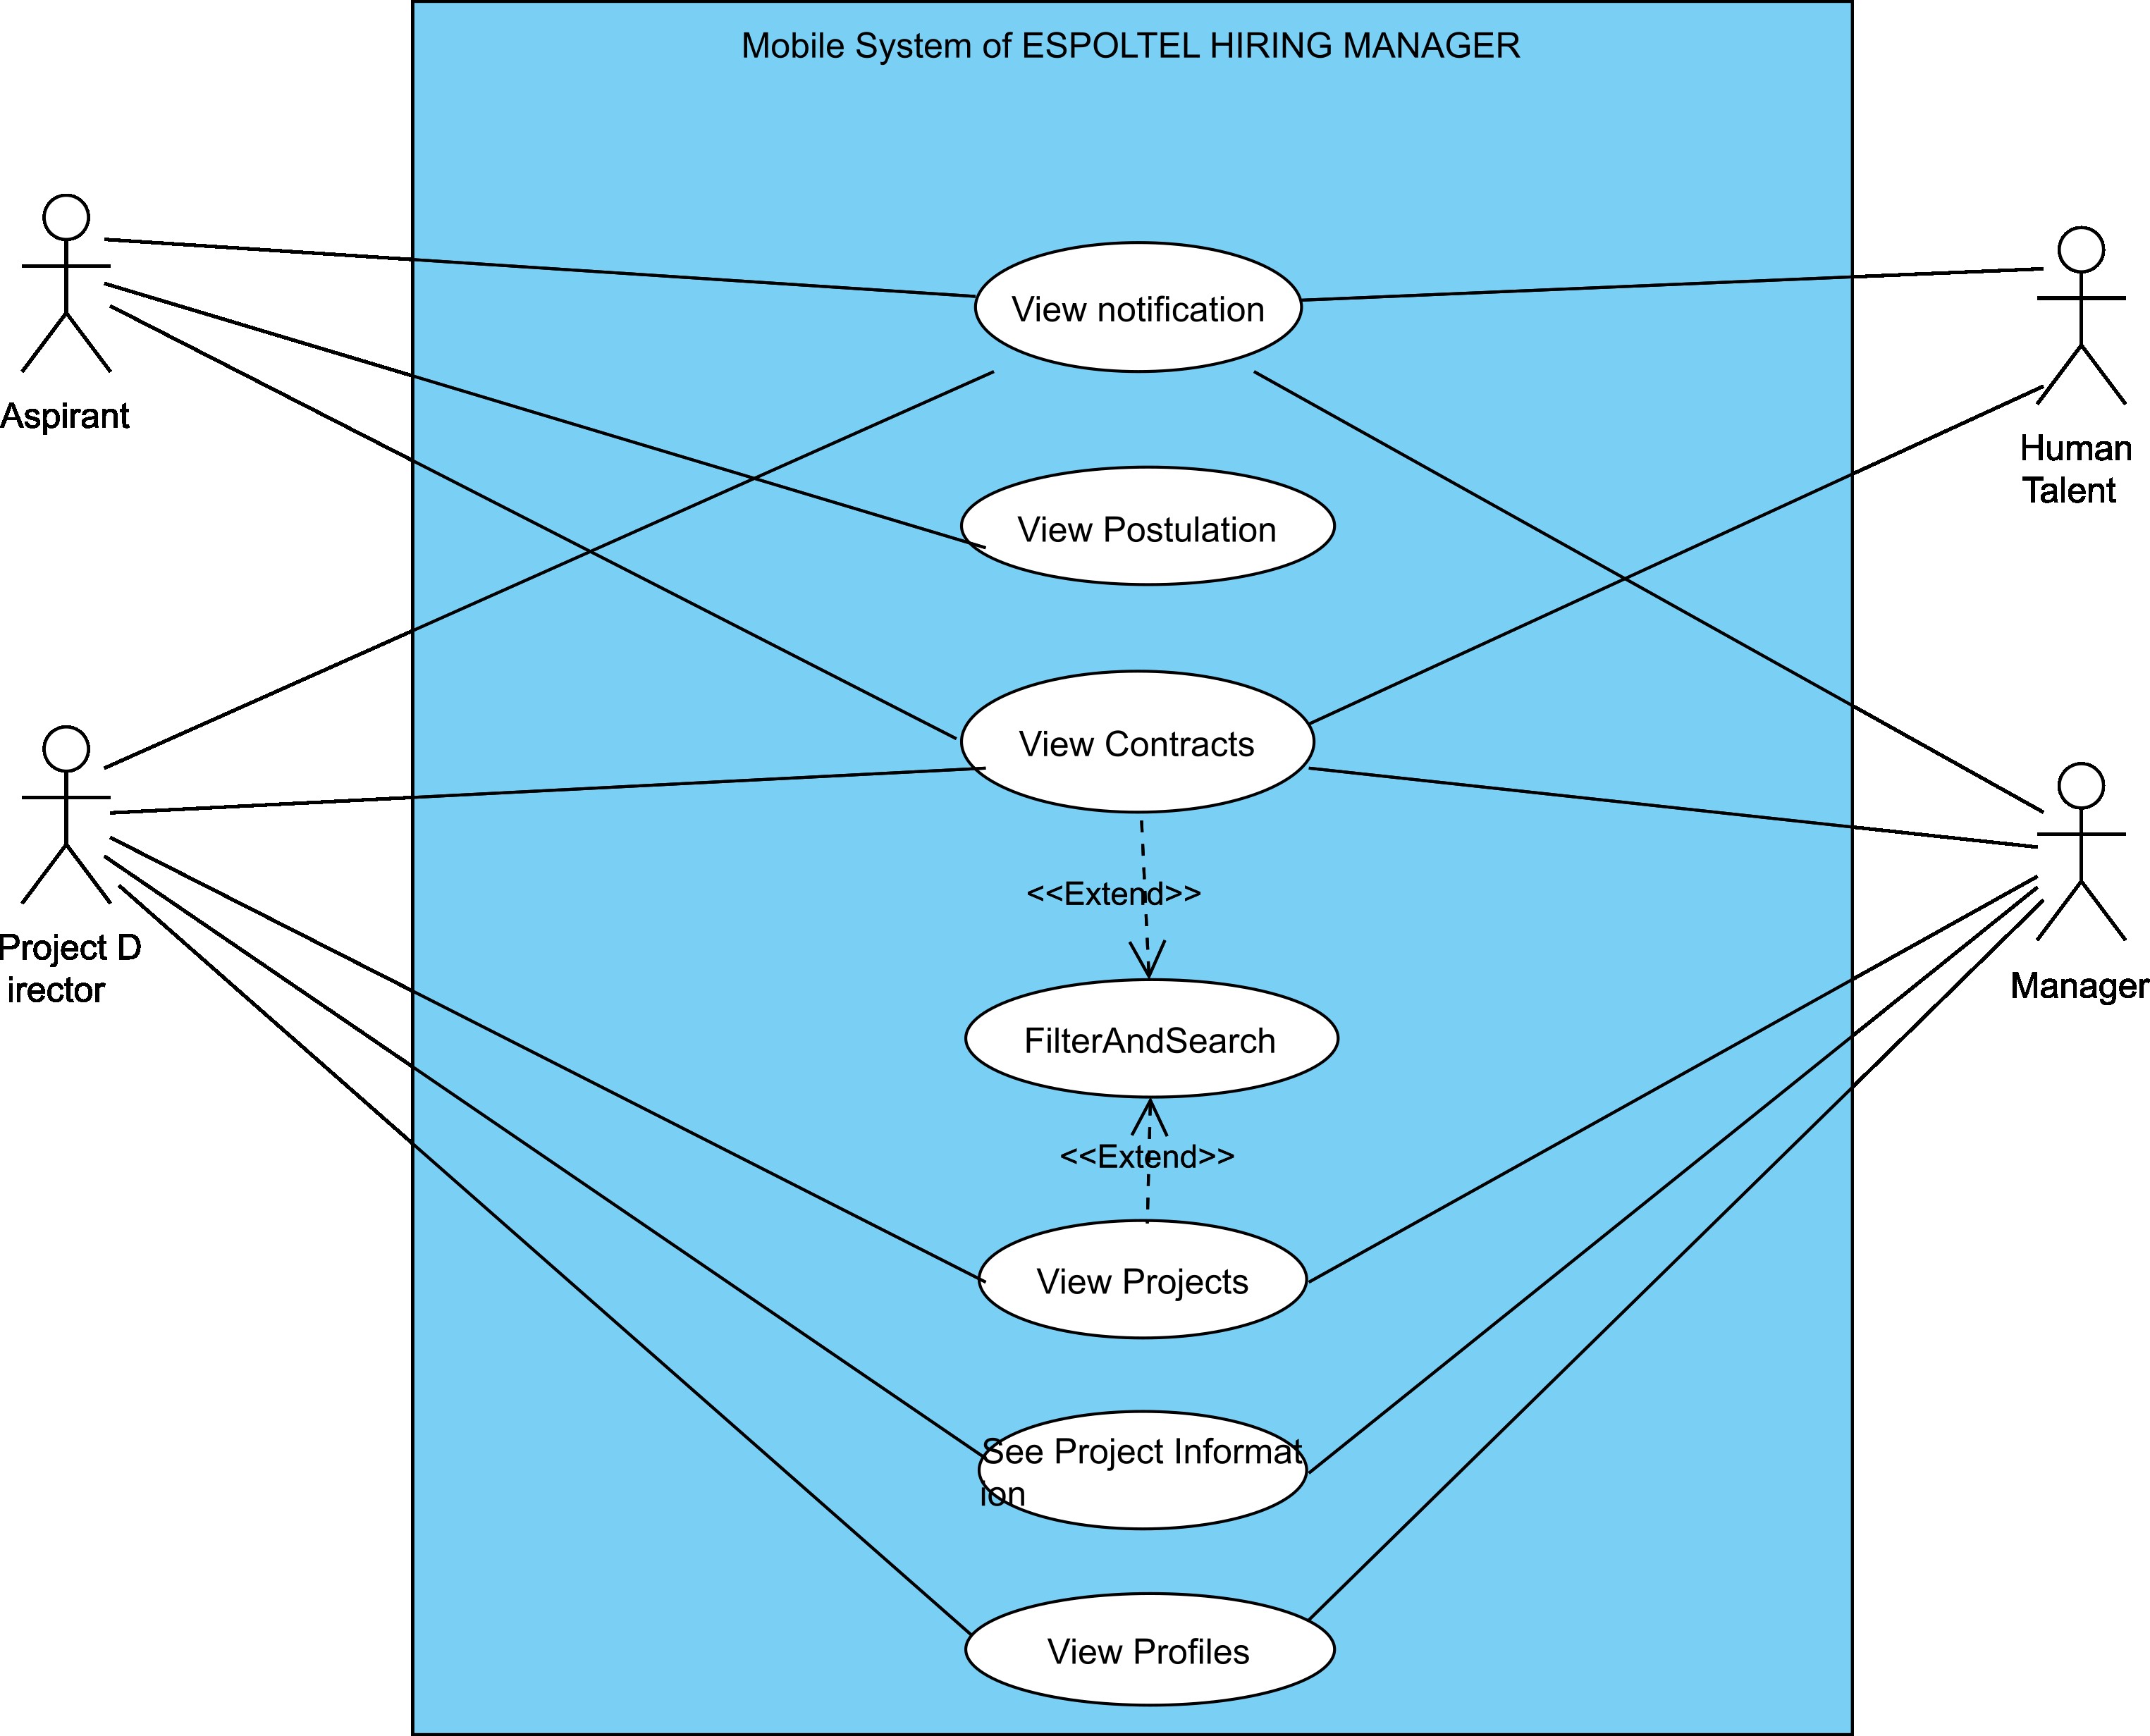 Mobile System of ESPOLTEL HIRING MANAGER
View notification
Aspirant
Human
Talent
View Postulation
View Contracts
<<Extend>>
Project D
irector
Manager
FilterAndSearch
<<Extend>>
View Projects
See Project Informat
ion
View Profiles